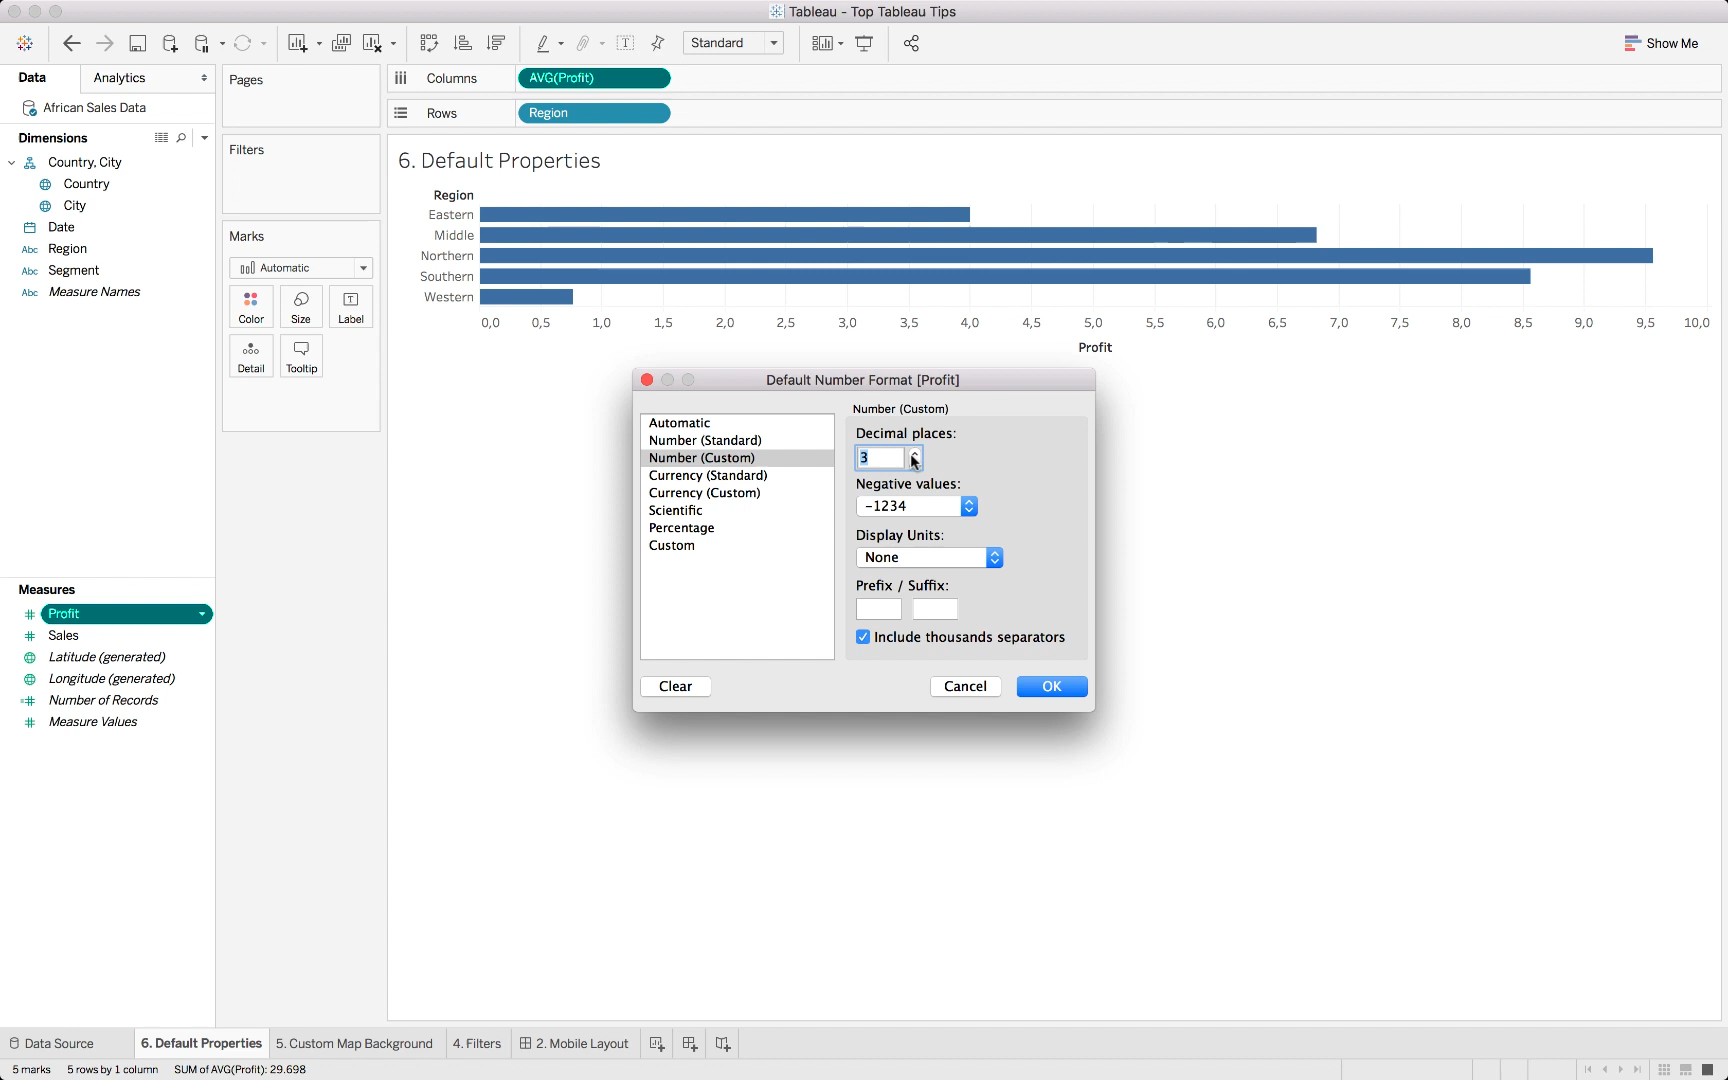 Tableau - Top Tableau Tips
Standard
Show Me
Data
Analytics
African Sales Data
Dimensions
Country, City
Country
City
Date
Abc Region
Abc Segment
Abc Measure Names
Measures
Profit
Sales
Latitude (generated)
Longitude (generated)
Number of Records
Measure Values
Pages
Filters
Marks
Automatic
Color
Size
Label
Detail
Tooltip
Columns
AVG(Profit)
Rows
Region
6. Default Properties
Region
Eastern
Middle
Northern
Southern
Western
0,0 0,5 1,0 1,5 2,0 2,5 3,0 3,5 4,0 4,5 5,0 5,5 6,0 6,5 7,0 7,5 8,0 8,5 9,0 9,5 10,0
Profit
Default Number Format [Profit]
Automatic
Number (Standard)
Number (Custom)
Currency (Standard)
Currency (Custom)
Scientific
Percentage
Custom
Number (Custom)
Decimal places:
3
Negative values:
-1234
Display Units:
None
Prefix / Suffix:
Include thousands separators
Clear
Cancel
OK
Data Source
6. Default Properties
5. Custom Map Background
4. Filters
2. Mobile Layout
5 marks
5 rows by 1 column
SUM of AVG(Profit): 29.698